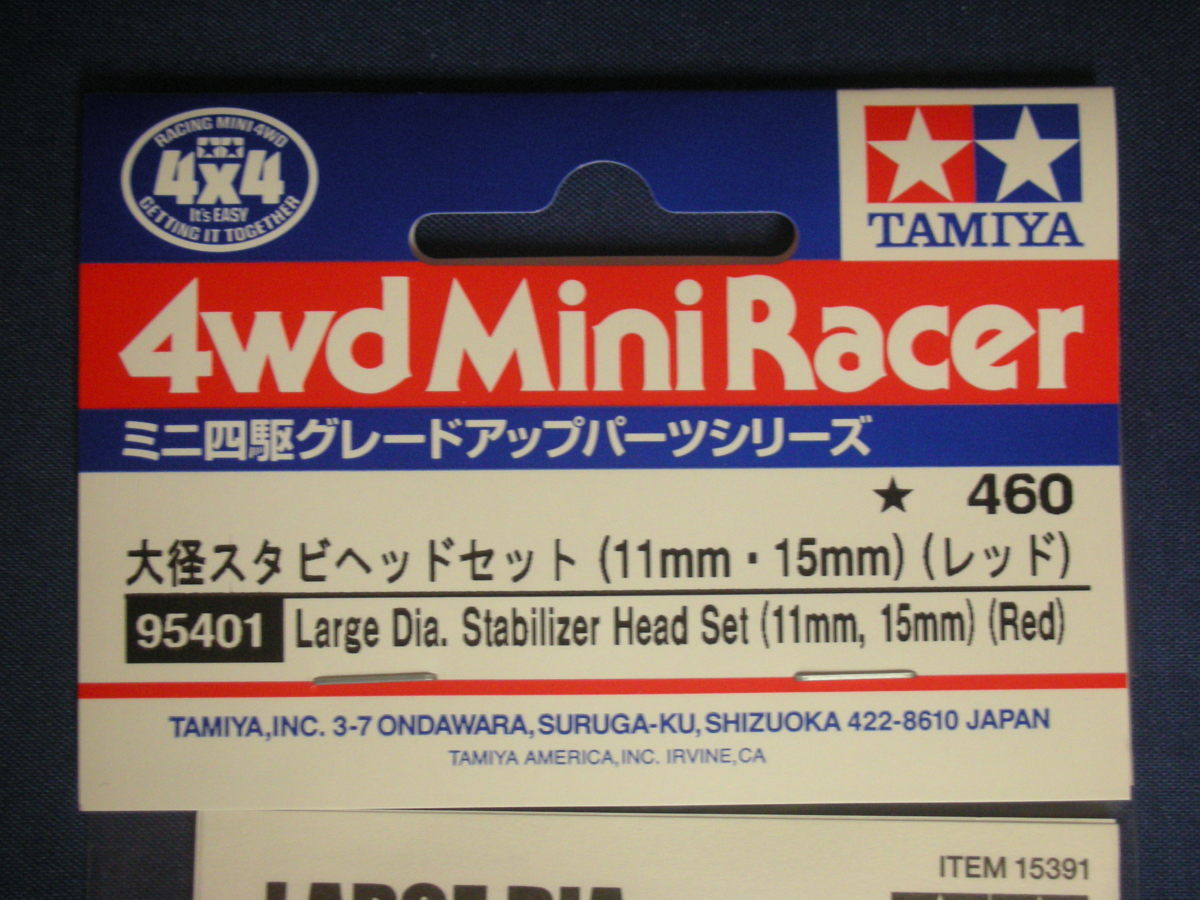 RACING MINI 4WD
4x4
It's EASY
GETTING IT TOGETHER
TAMIYA
4wd Mini Racer
ミニ四駆グレードアップパーツシリーズ
★ 460
大径スタビヘッドセット (11mm・15mm) (レッド)
95401 Large Dia. Stabilizer Head Set (11mm, 15mm) (Red)
TAMIYA,INC. 3-7 ONDAWARA,SURUGA-KU,SHIZUOKA 422-8610 JAPAN
TAMIYA AMERICA,INC. IRVINE,CA
ITEM 15391
LARGE DIA